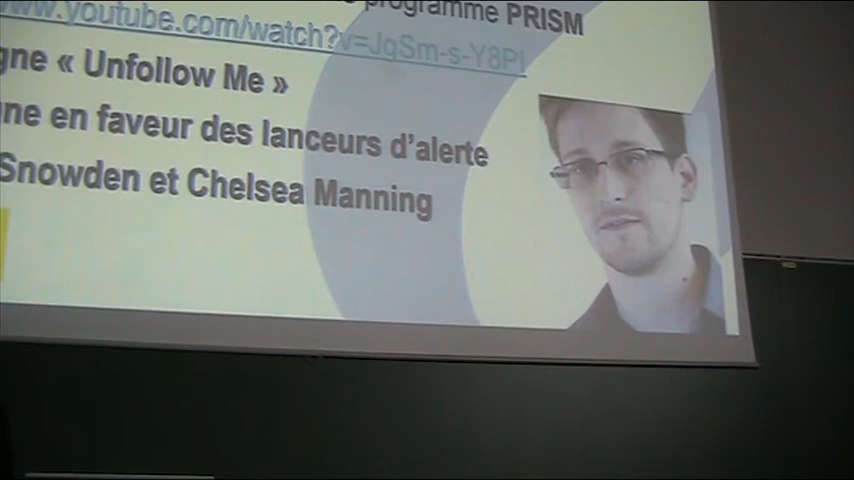 programme PRISM
www.youtube.com/watch?v=JqSm-s-Y8PI
gne « Unfollow Me »
ne en faveur des lanceurs d'alerte
Snowden et Chelsea Manning